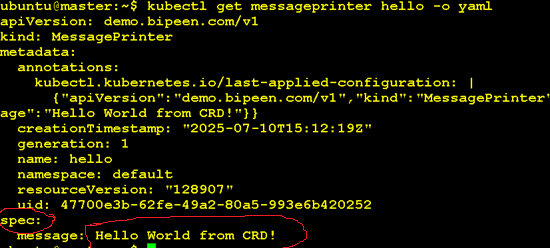 ubuntu@master:~$ kubectl get messageprinter hello -o yaml
apiVersion: demo.bipeen.com/v1
kind: MessagePrinter
metadata:
  annotations:
    kubectl.kubernetes.io/last-applied-configuration: |
      {"apiVersion":"demo.bipeen.com/v1","kind":"MessagePrinter"
age":"Hello World from CRD!"}}
  creationTimestamp: "2025-07-10T15:12:19Z"
  generation: 1
  name: hello
  namespace: default
  resourceVersion: "128907"
  uid: 47700e3b-62fe-49a2-80a5-993e6b420252
spec:
  message: Hello World from CRD!